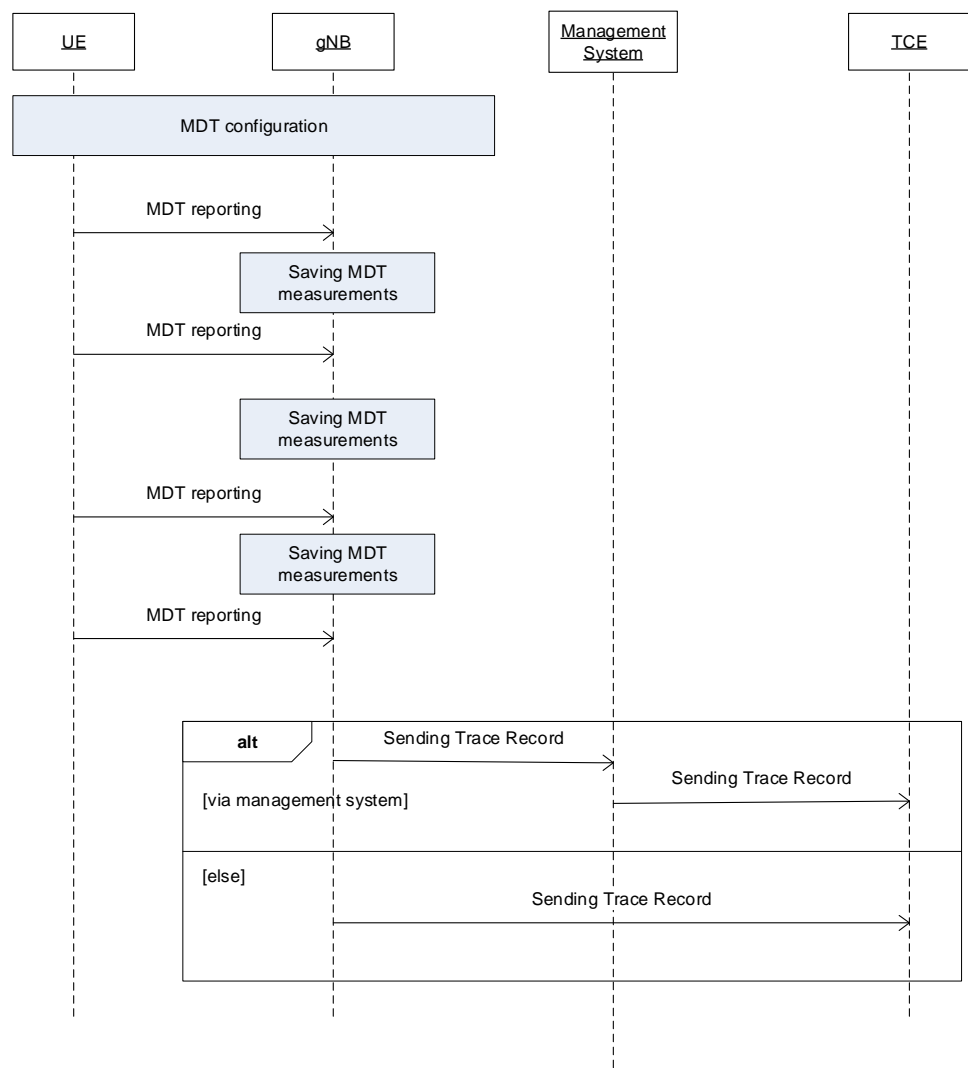 UE
gNB
Management
System
TCE
MDT configuration
MDT reporting
Saving MDT
measurements
MDT reporting
Saving MDT
measurements
MDT reporting
Saving MDT
measurements
MDT reporting
alt
Sending Trace Record
Sending Trace Record
[via management system]
[else]
Sending Trace Record